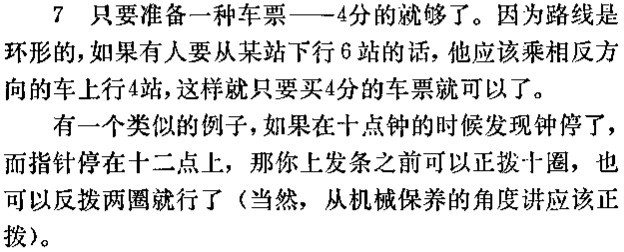 7 只要准备一种车票——4分的就够了。因为路线是
环形的，如果有人要从某站下行6站的话，他应该乘相反方
向的车上行4站，这样就只要买4分的车票就可以了。
有一个类似的例子，如果在十点钟的时候发现钟停了，
而指针停在十二点上，那你上发条之前可以正拨十圈，也
可以反拨两圈就行了（当然，从机械保养的角度讲应该正
拨）。